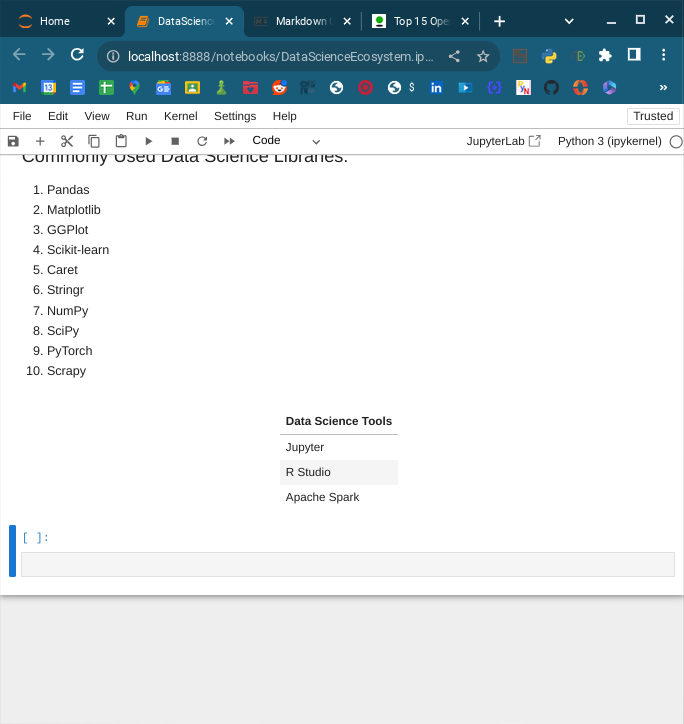 Home
DataScienc
Markdown
Top 15 Ope
localhost:8888/notebooks/DataScienceEcosystem.ip...
File Edit View Run Kernel Settings Help
Trusted
Code
JupyterLab
Python 3 (ipykernel)
Commonly Used Data Science Libraries:
1. Pandas
2. Matplotlib
3. GGPlot
4. Scikit-learn
5. Caret
6. Stringr
7. NumPy
8. SciPy
9. PyTorch
10. Scrapy
Data Science Tools
Jupyter
R Studio
Apache Spark
[ ]: